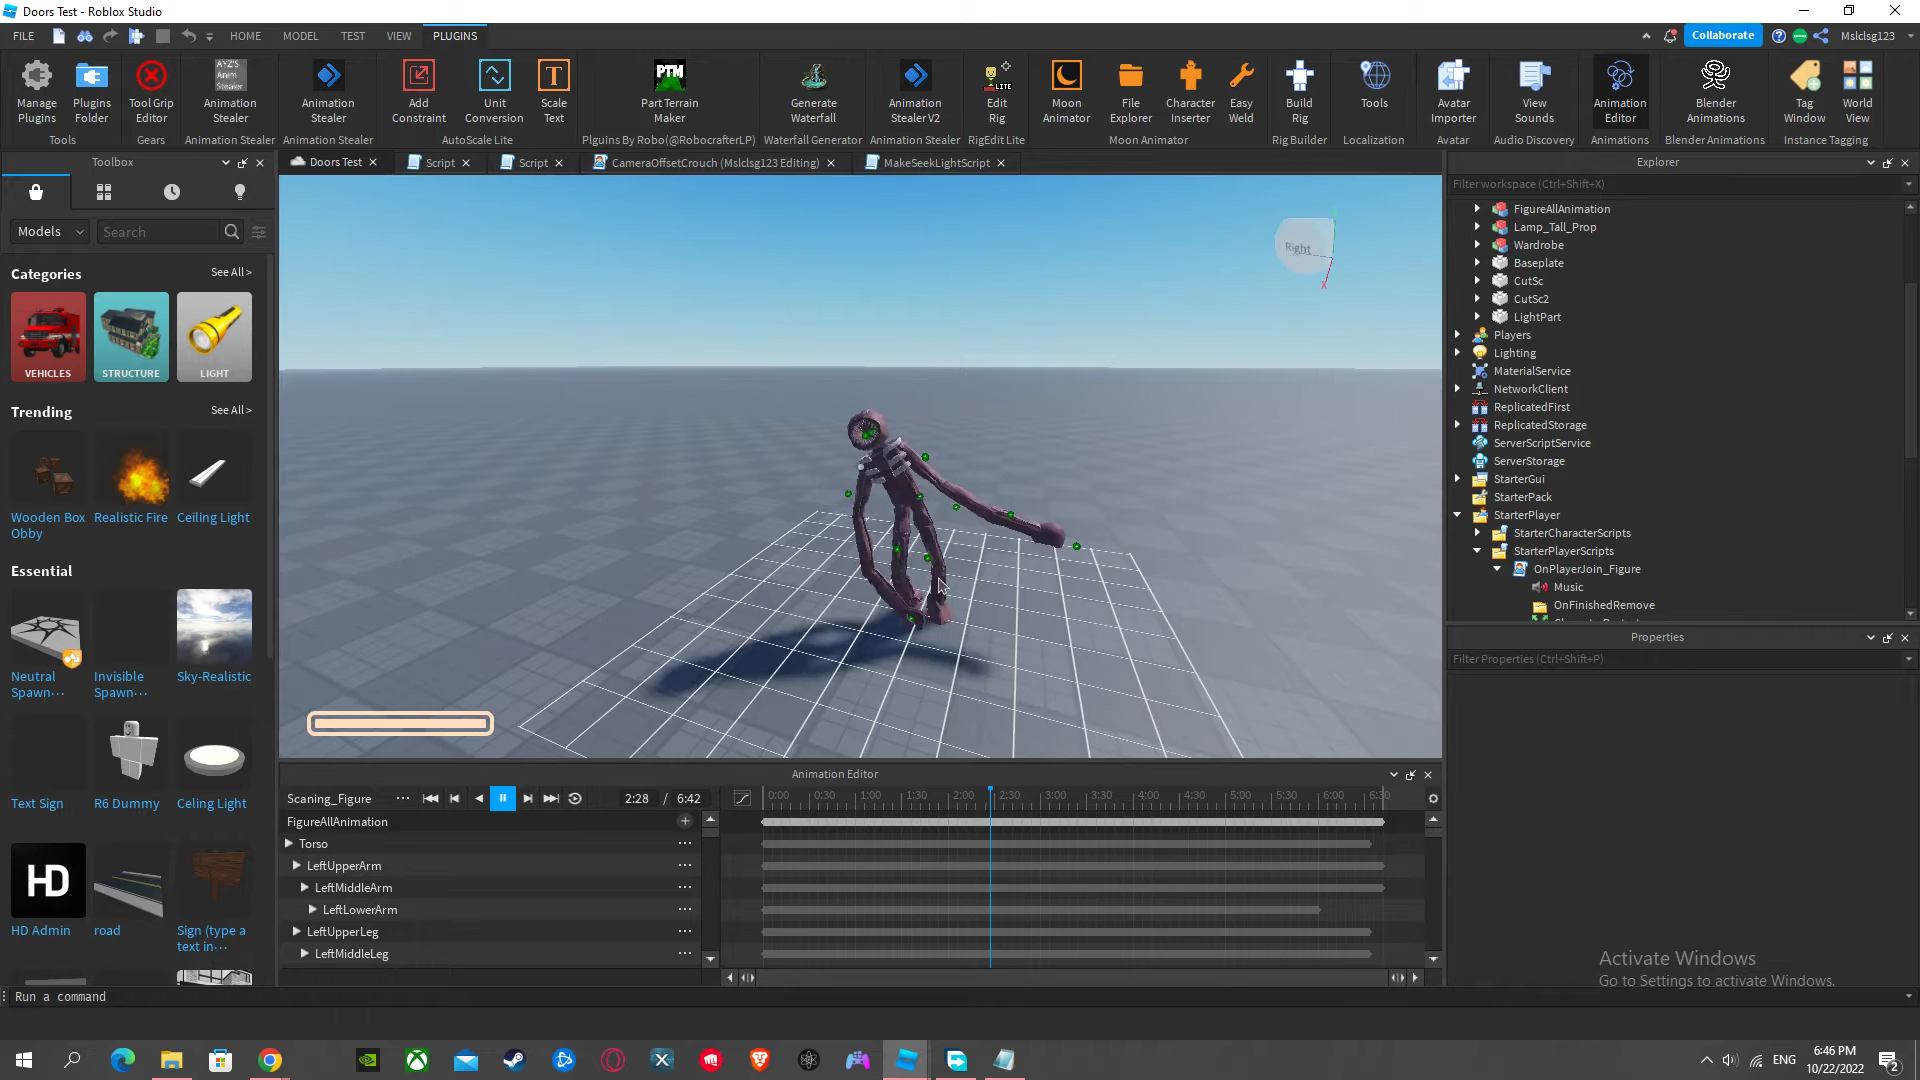 Doors Test - Roblox Studio
FILE HOME MODEL TEST VIEW PLUGINS Collaborate Mslclsg123
Manage Plugins
Plugins Folder
Tools
Tool Grip Editor
Gears
AYZ'S Anim Stealer
Animation Stealer
Animation Stealer
Animation Stealer
Animation Stealer
Add Constraint
Unit Conversion
Scale Text
AutoScale Lite
PTM
Part Terrain Maker
Plguins By Robo(@RobocrafterLP)
Generate Waterfall
Waterfall Generator
Animation Stealer V2
Animation Stealer
LITE
Edit Rig
RigEdit Lite
Moon Animator
File Explorer
Character Inserter
Easy Weld
Moon Animator
Build Rig
Rig Builder
Tools
Localization
Avatar Importer
Avatar
View Sounds
Audio Discovery
Animation Editor
Animations
Blender Animations
Blender Animations
Tag Window
World View
Instance Tagging
Toolbox
Doors Test
Script
Script
CameraOffsetCrouch (Mslclsg123 Editing)
MakeSeekLightScript
Models
Search
Categories
See All >
VEHICLES
STRUCTURE
LIGHT
Trending
See All >
Wooden Box Obby
Realistic Fire
Ceiling Light
Essential
Neutral Spawn···
Invisible Spawn···
Sky-Realistic
Text Sign
R6 Dummy
Celing Light
HD
HD Admin
road
Sign (type a text in···
Right
X
Explorer
Filter workspace (Ctrl+Shift+X)
FigureAllAnimation
Lamp_Tall_Prop
Wardrobe
Baseplate
CutSc
CutSc2
LightPart
Players
Lighting
MaterialService
NetworkClient
ReplicatedFirst
ReplicatedStorage
ServerScriptService
ServerStorage
StarterGui
StarterPack
StarterPlayer
StarterCharacterScripts
StarterPlayerScripts
OnPlayerJoin_Figure
Music
OnFinishedRemove
Properties
Filter Properties (Ctrl+Shift+P)
Animation Editor
Scaning_Figure
2:28 / 6:42
0:00 0:30 1:00 1:30 2:00 2:30 3:00 3:30 4:00 4:30 5:00 5:30 6:00 6:30
FigureAllAnimation
Torso
LeftUpperArm
LeftMiddleArm
LeftLowerArm
LeftUpperLeg
LeftMiddleLeg
Activate Windows
Go to Settings to activate Windows.
Run a command
ENG
6:46 PM
10/22/2022
2